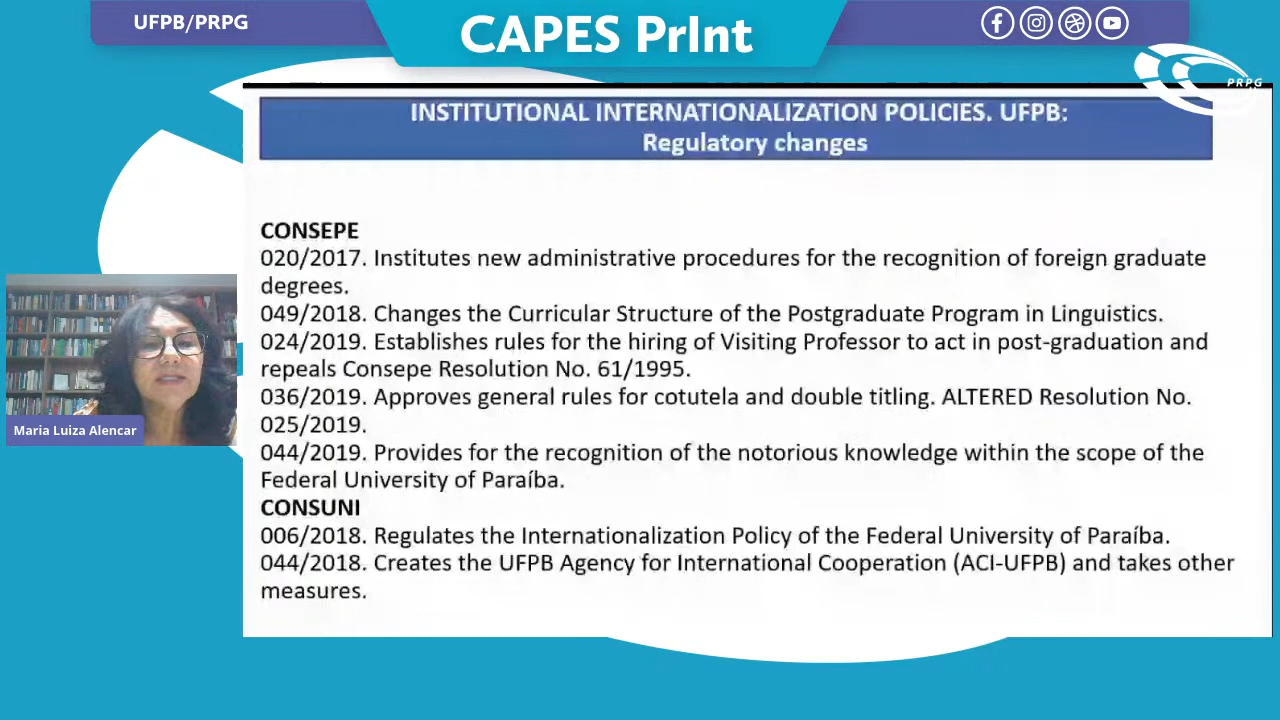 UFPB/PRPG
CAPES PrInt
PRPG
INSTITUTIONAL INTERNATIONALIZATION POLICIES. UFPB:
Regulatory changes
CONSEPE
020/2017. Institutes new administrative procedures for the recognition of foreign graduate
degrees.
049/2018. Changes the Curricular Structure of the Postgraduate Program in Linguistics.
024/2019. Establishes rules for the hiring of Visiting Professor to act in post-graduation and
repeals Consepe Resolution No. 61/1995.
036/2019. Approves general rules for cotutela and double titling. ALTERED Resolution No.
025/2019.
044/2019. Provides for the recognition of the notorious knowledge within the scope of the
Federal University of Paraíba.
CONSUNI
006/2018. Regulates the Internationalization Policy of the Federal University of Paraíba.
044/2018. Creates the UFPB Agency for International Cooperation (ACI-UFPB) and takes other
measures.
Maria Luiza Alencar